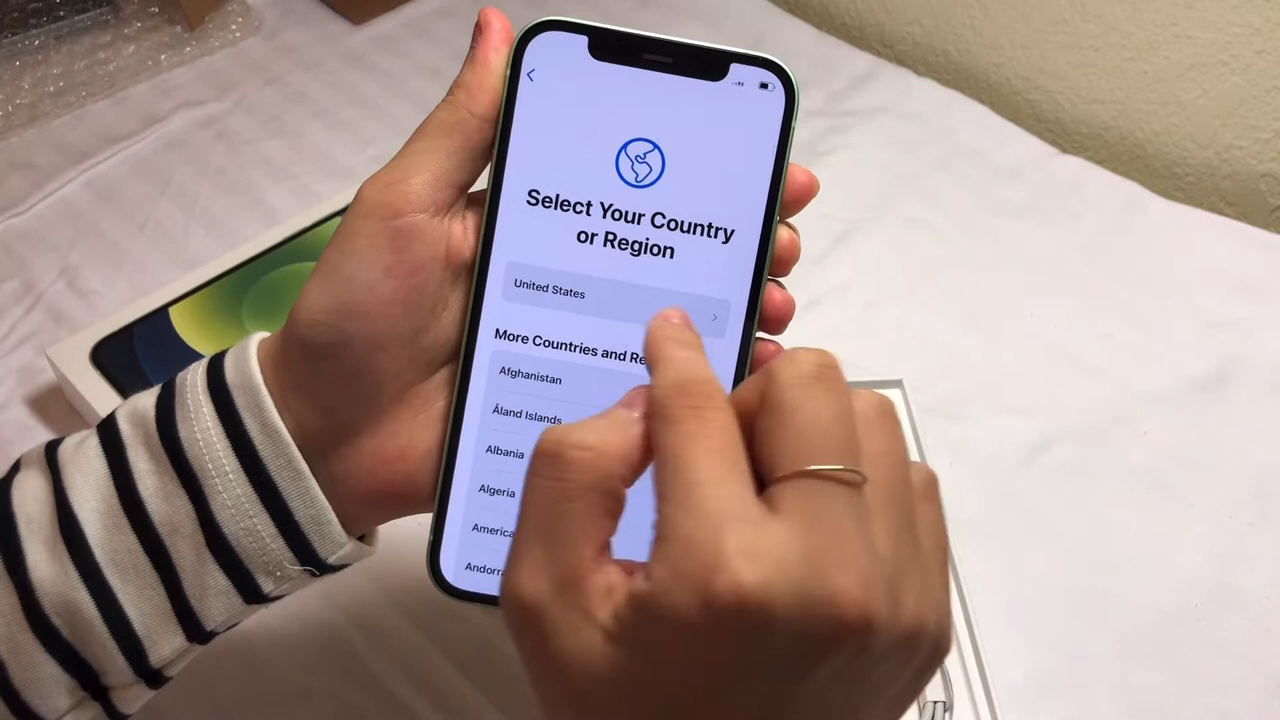 Select Your Country
or Region
United States
More Countries and Re
Afghanistan
Åland Islands
Albania
Algeria
America
Andorr